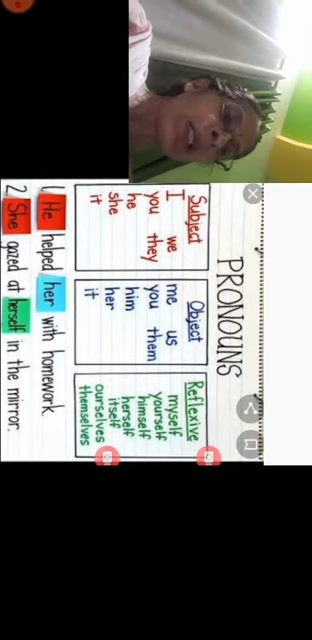 PRONOUNS
Subject
I we
you they
he
she
it
Object
me us
you them
him
her
it
Reflexive
myself
yourself
himself
herself
itself
ourselves
themselves
1. He helped her with homework.
2. She gazed at herself in the mirror.